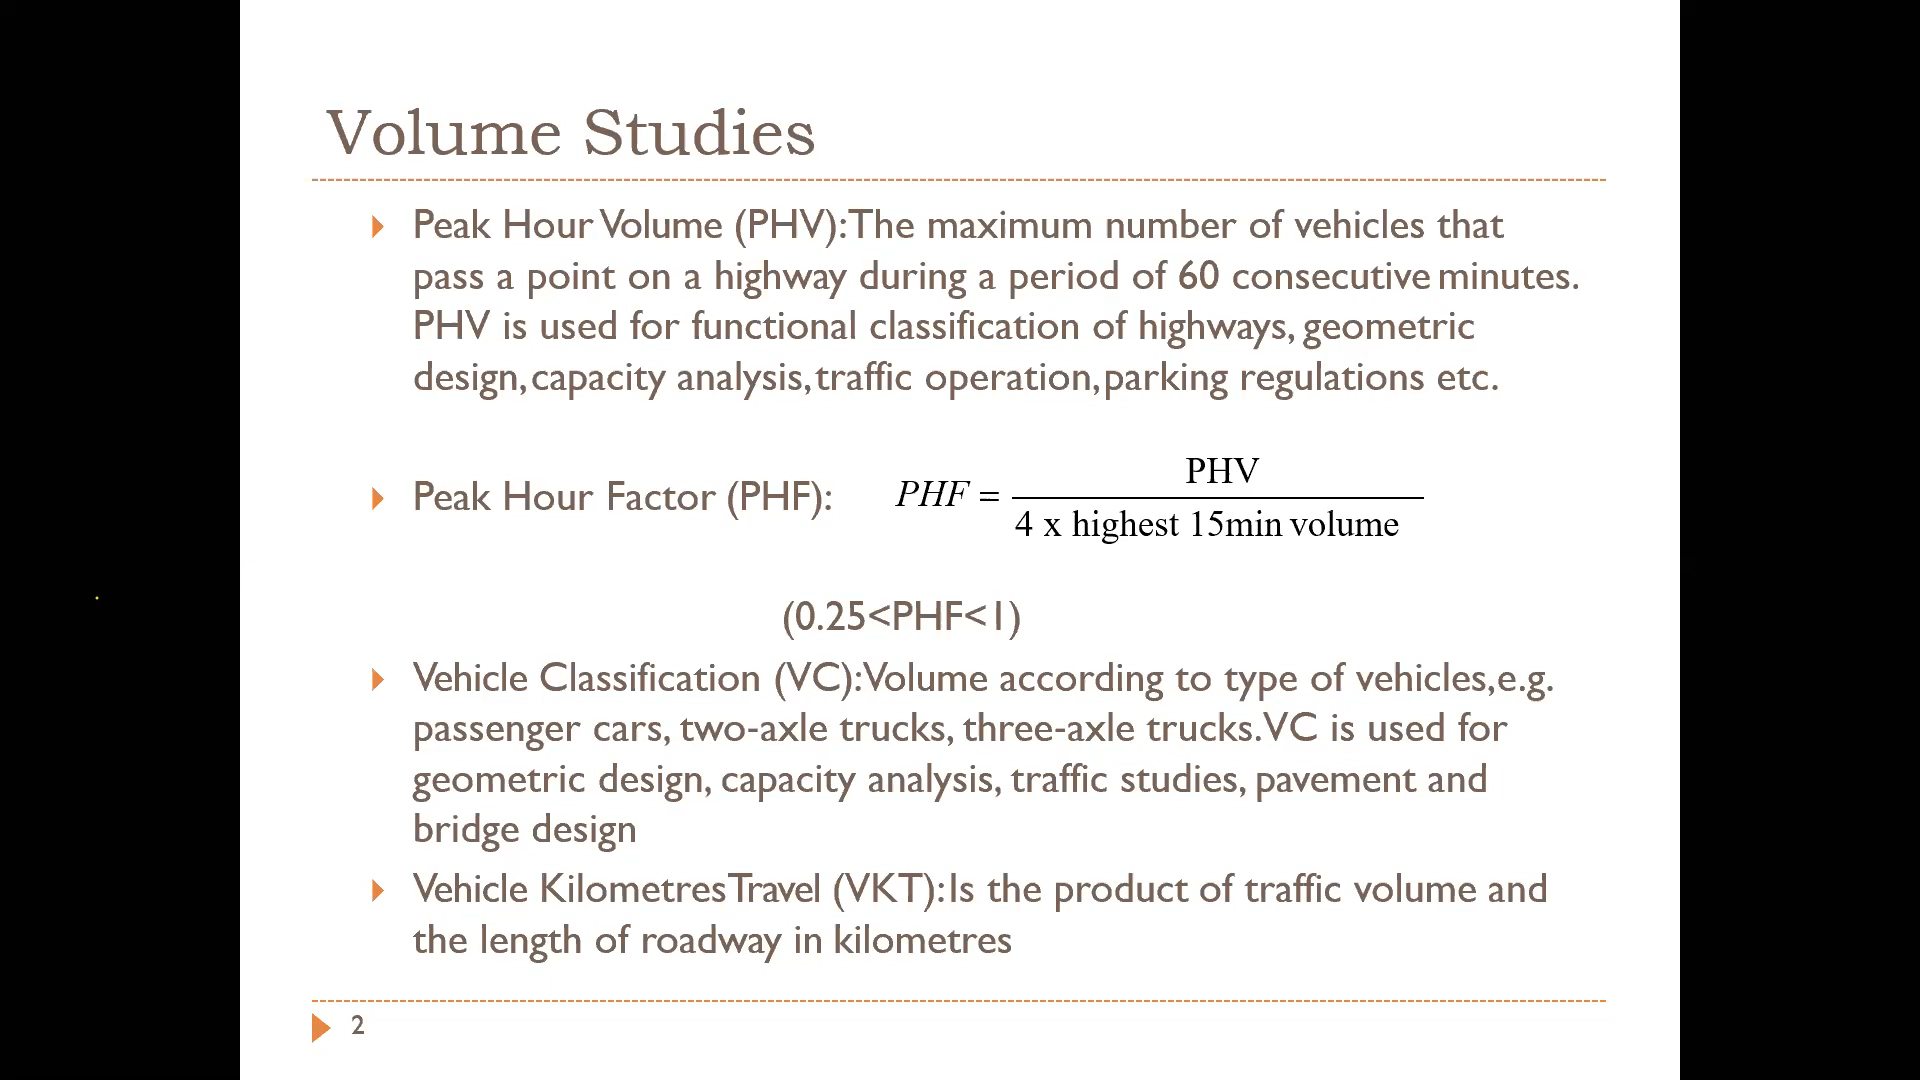 Volume Studies
Peak Hour Volume (PHV): The maximum number of vehicles that
pass a point on a highway during a period of 60 consecutive minutes.
PHV is used for functional classification of highways, geometric
design, capacity analysis, traffic operation, parking regulations etc.
Peak Hour Factor (PHF): PHF = PHV
4 x highest 15min volume
(0.25<PHF<1)
Vehicle Classification (VC): Volume according to type of vehicles, e.g.
passenger cars, two-axle trucks, three-axle trucks. VC is used for
geometric design, capacity analysis, traffic studies, pavement and
bridge design
Vehicle Kilometres Travel (VKT): Is the product of traffic volume and
the length of roadway in kilometres
2